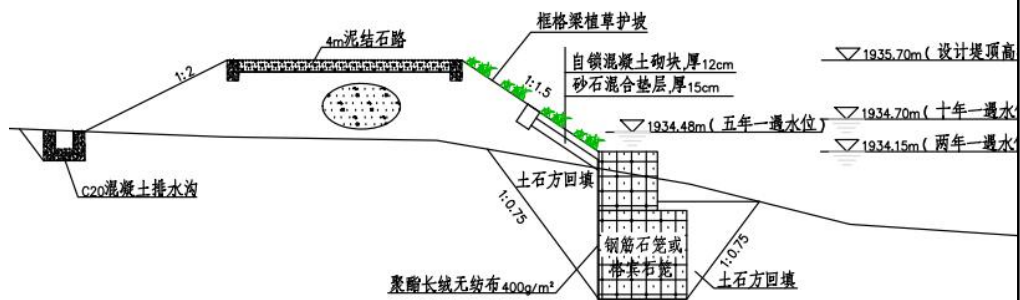 框格梁植草护坡
4m泥结石路
1:2
1:1.5
自锁混凝土砌块,厚12cm
砂石混合垫层,厚15cm
1935.70m(设计堤顶高
1934.70m(十年一遇水
1934.48m(五年一遇水位)
1934.15m(两年一遇水
C20混凝土排水沟
土石方回填
1:0.75
钢筋石笼或
格宾石笼
1:0.75
土石方回填
聚酯长绒无纺布400g/m²